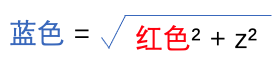 蓝色 = √红色² + z²